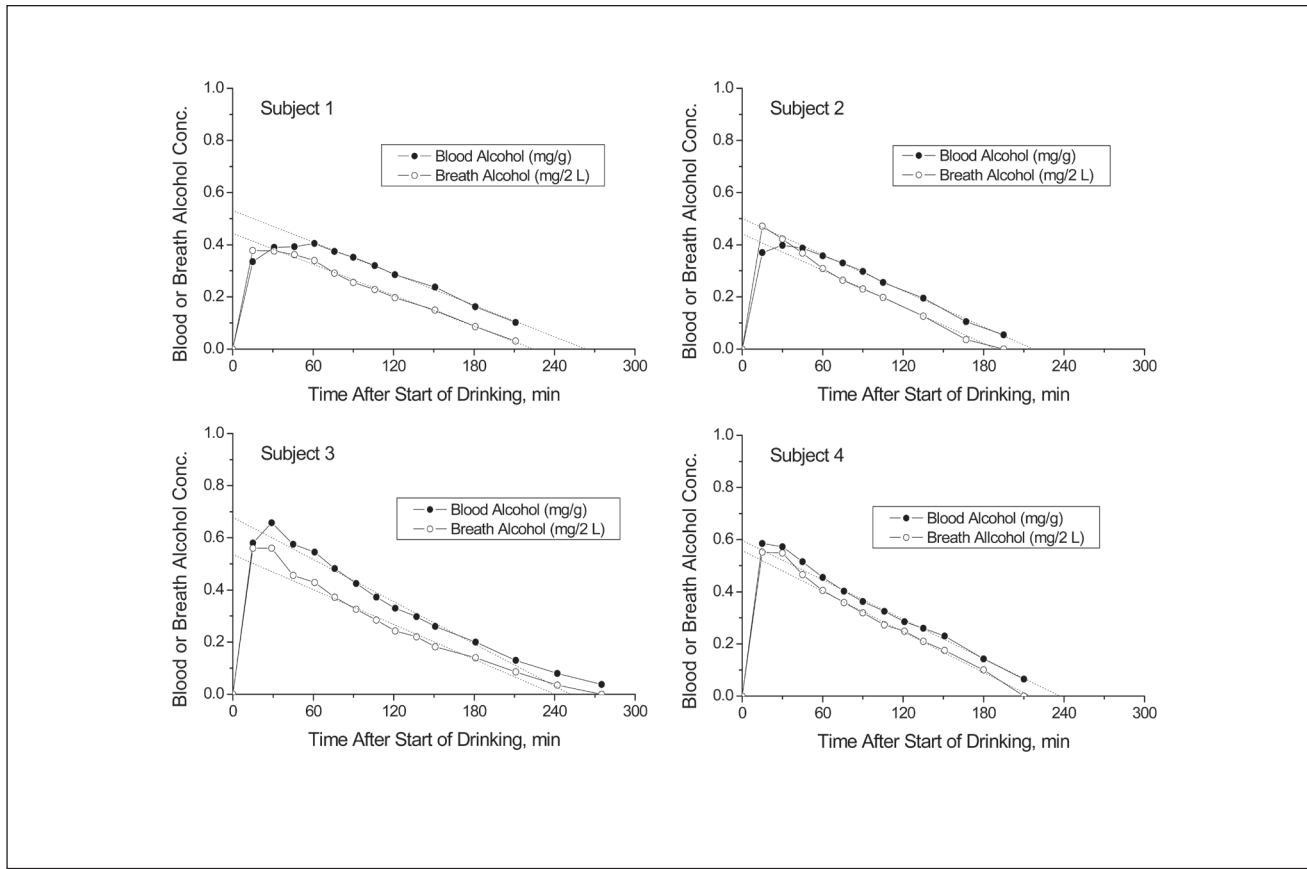 Subject 1
Blood or Breath Alcohol Conc.
1.0
0.8
0.6
0.4
0.2
0.0
Blood Alcohol (mg/g)
Breath Alcohol (mg/2 L)
0 60 120 180 240 300
Time After Start of Drinking, min
Subject 2
Blood or Breath Alcohol Conc.
1.0
0.8
0.6
0.4
0.2
0.0
Blood Alcohol (mg/g)
Breath Alcohol (mg/2 L)
0 60 120 180 240 300
Time After Start of Drinking, min
Subject 3
Blood or Breath Alcohol Conc.
1.0
0.8
0.6
0.4
0.2
0.0
Blood Alcohol (mg/g)
Breath Alcohol (mg/2 L)
0 60 120 180 240 300
Time After Start of Drinking, min
Subject 4
Blood or Breath Alcohol Conc.
1.0
0.8
0.6
0.4
0.2
0.0
Blood Alcohol (mg/g)
Breath Allcohol (mg/2 L)
0 60 120 180 240 300
Time After Start of Drinking, min